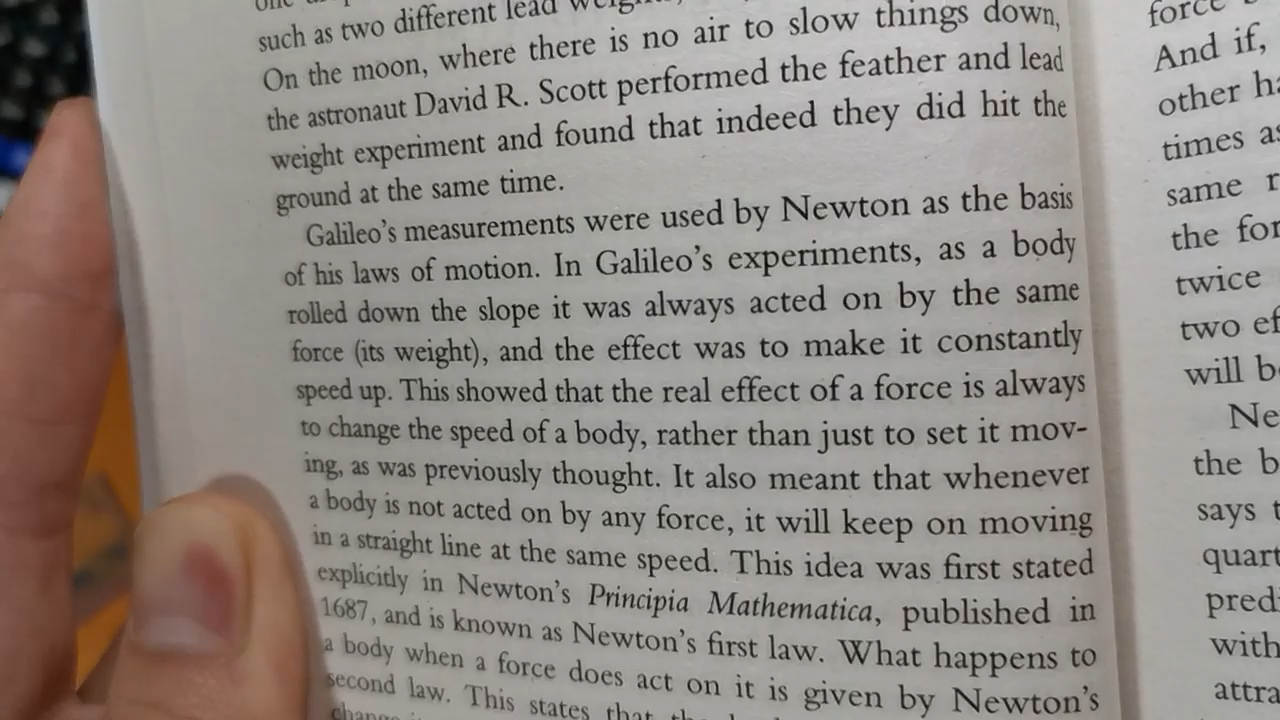 such as two different lead
On the moon, where there is no air to slow things down,
the astronaut David R. Scott performed the feather and lead
weight experiment and found that indeed they did hit the
ground at the same time.
Galileo's measurements were used by Newton as the basis
of his laws of motion. In Galileo's experiments, as a body
rolled down the slope it was always acted on by the same
force (its weight), and the effect was to make it constantly
speed up. This showed that the real effect of a force is always
to change the speed of a body, rather than just to set it mov-
ing, as was previously thought. It also meant that whenever
a body is not acted on by any force, it will keep on moving
in a straight line at the same speed. This idea was first stated
explicitly in Newton's Principia Mathematica, published in
1687, and is known as Newton's first law. What happens to
a body when a force does act on it is given by Newton's
second law. This states that the
force
And if,
other
times
same
the
twice
two
will
the
says
with